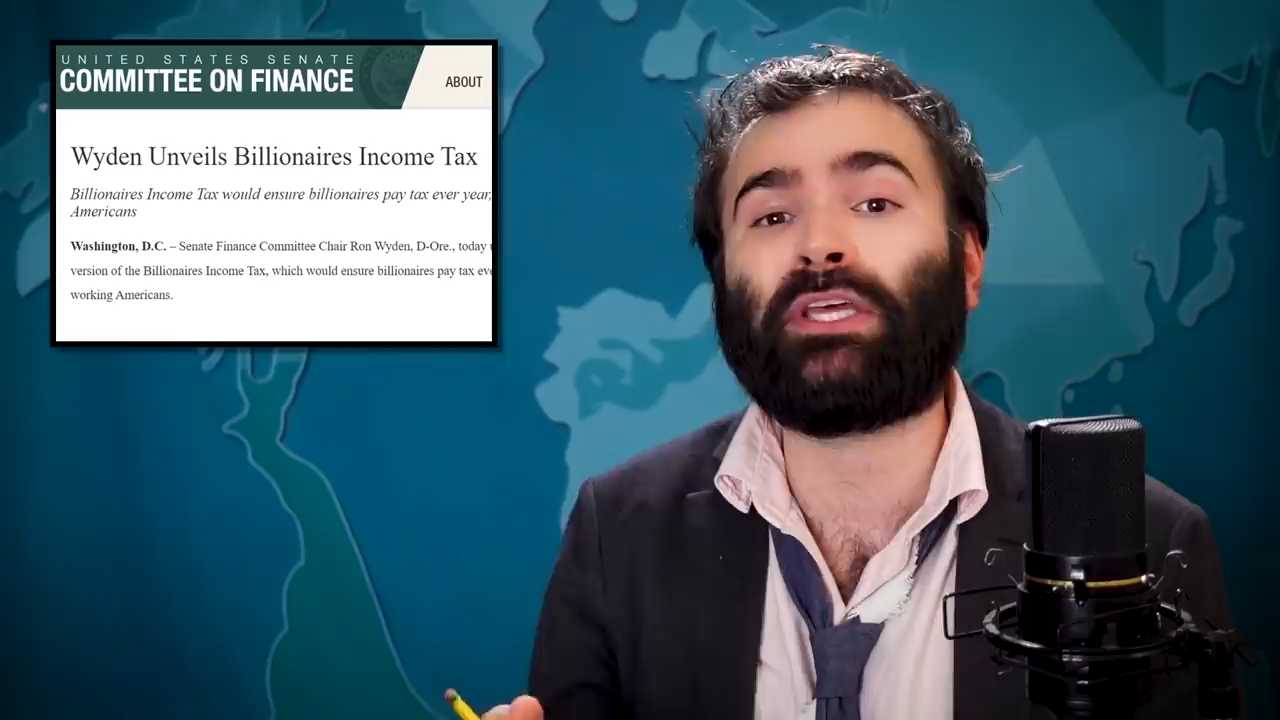 UNITED STATES SENATE
COMMITTEE ON FINANCE
ABOUT
Wyden Unveils Billionaires Income Tax
Billionaires Income Tax would ensure billionaires pay tax ever year,
Americans
Washington, D.C. – Senate Finance Committee Chair Ron Wyden, D-Ore., today
version of the Billionaires Income Tax, which would ensure billionaires pay tax
working Americans.